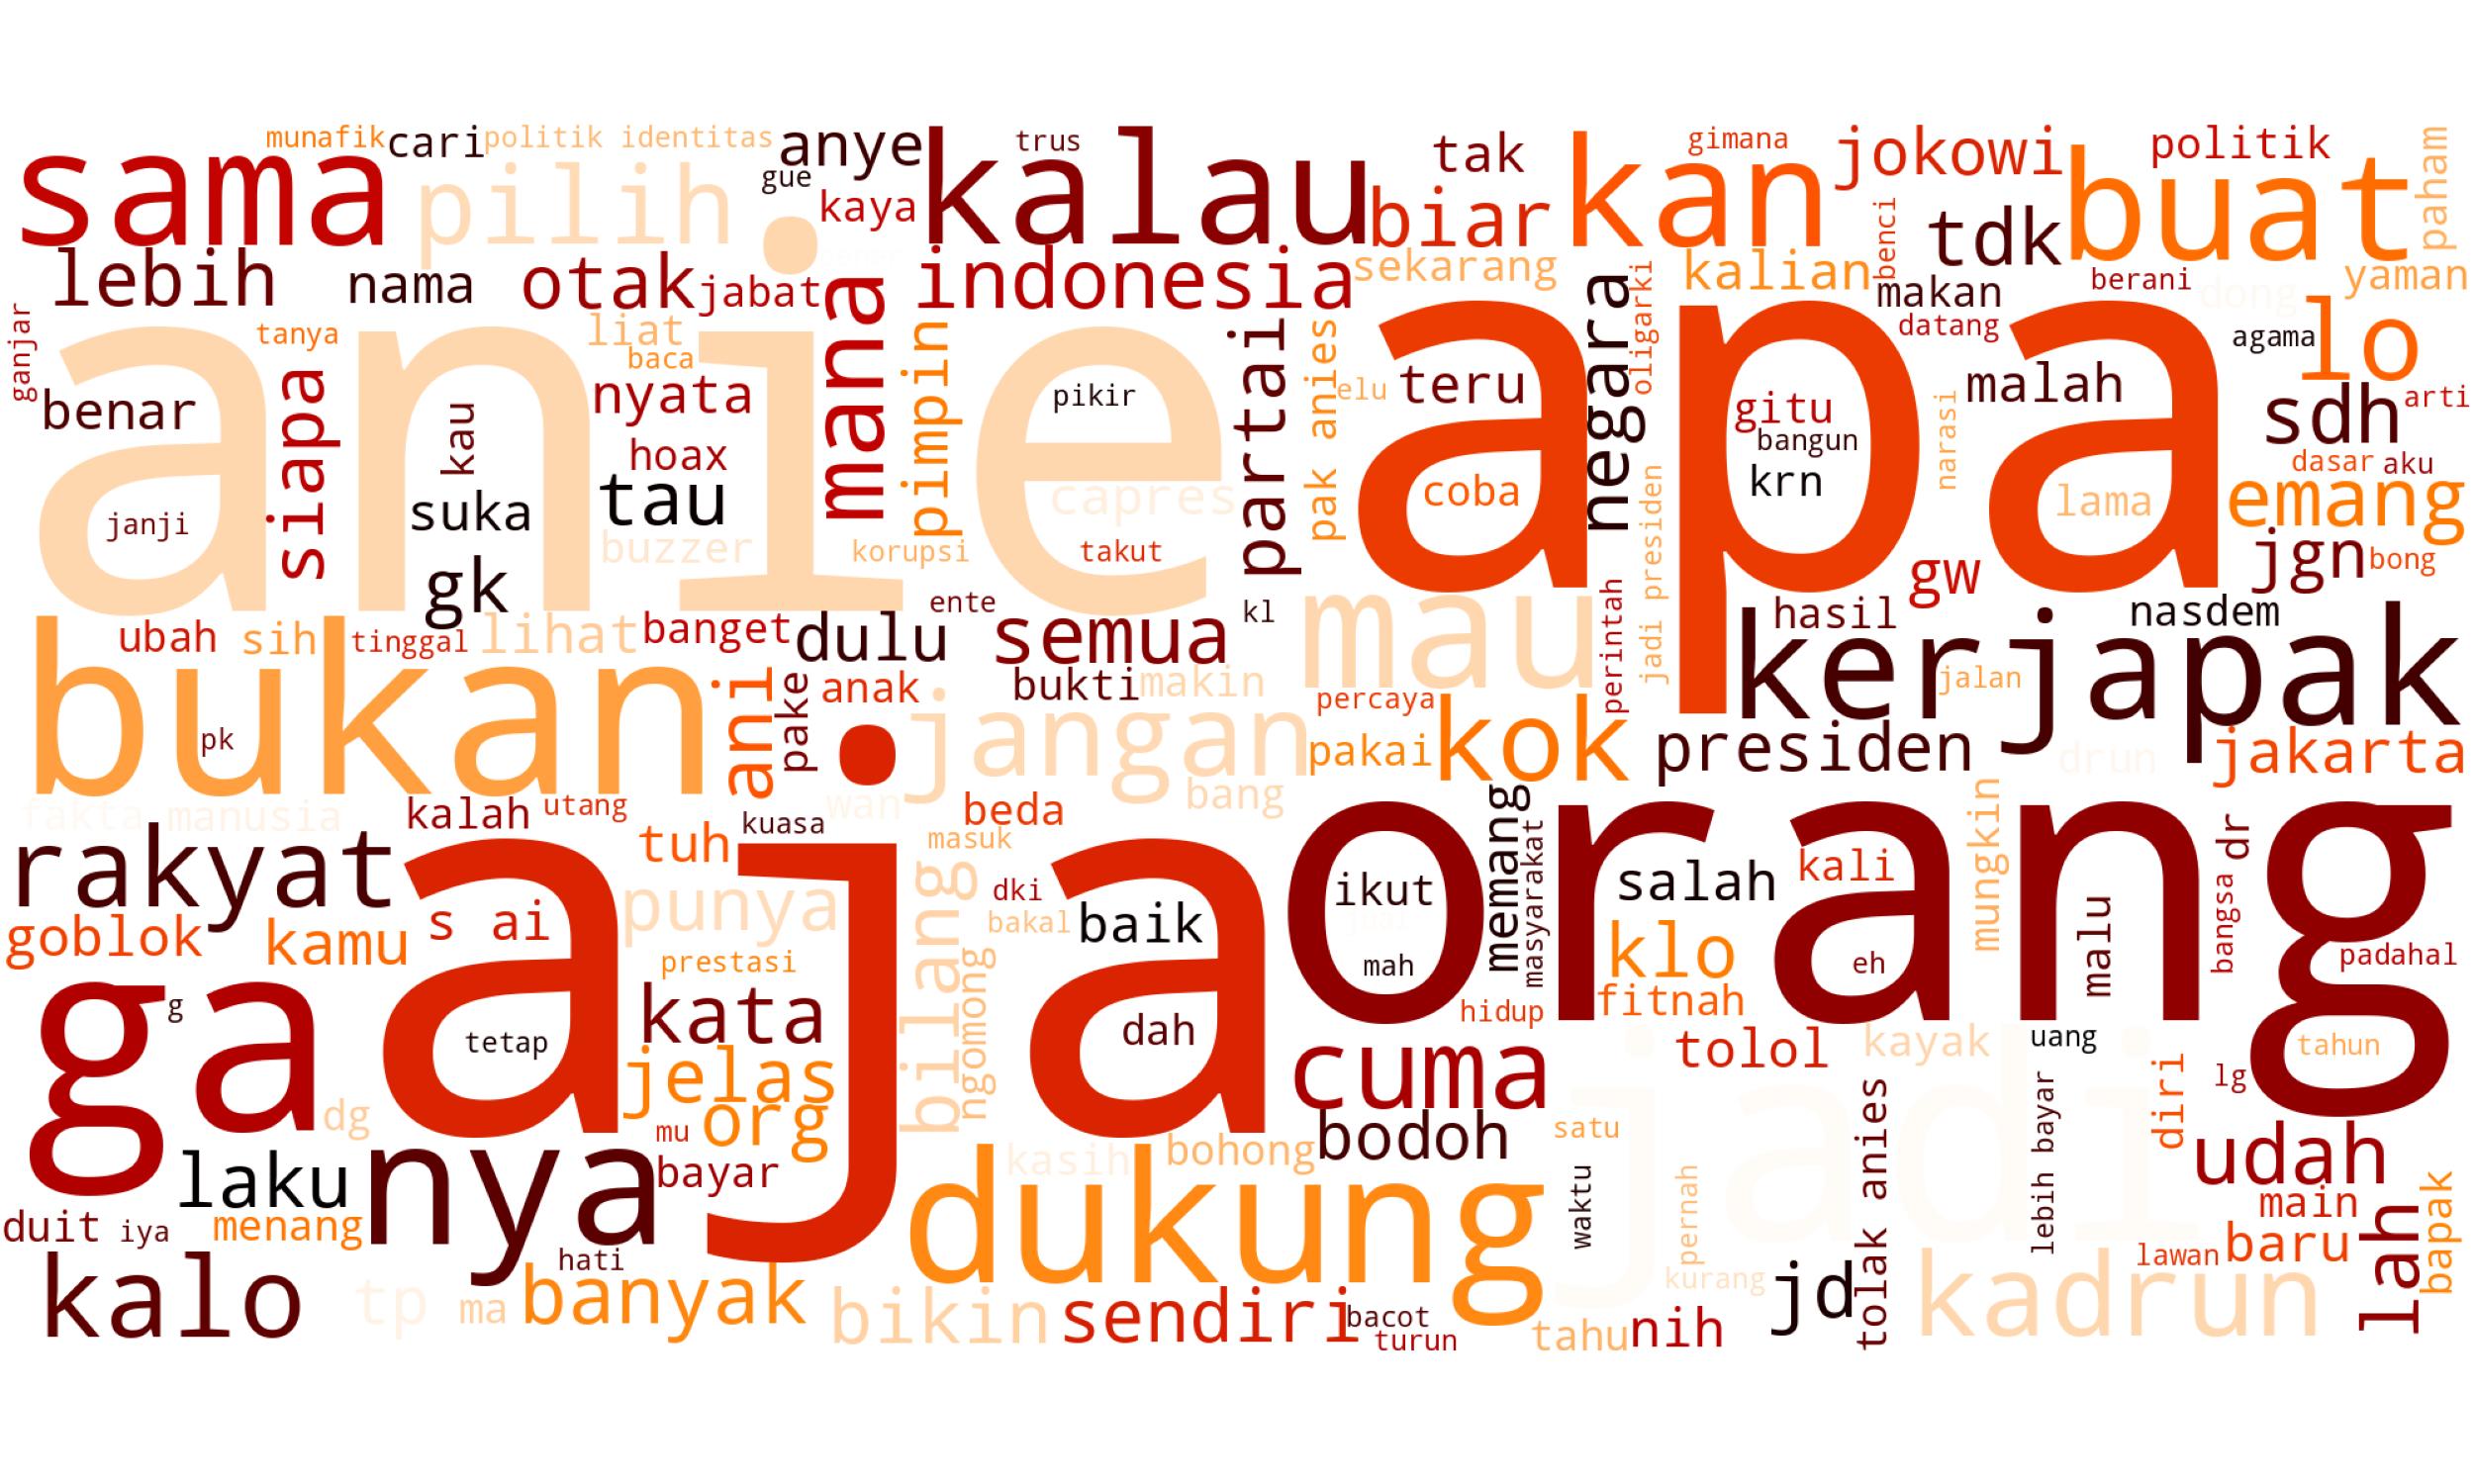 munafik cari politik identitas anye trus tak gimana jokowi politik paham
sama pilih gue kaya kalau biar kan benci tdk buat
lebih nama otak jabat mana indonesia sekarang negara oligarki kalian makan berani dong yaman
ganjar tanya liat baca pimpin partai pak anies datang agama lo
anie apa
benar siapa kau nyata pikir elu teru gitu bangun narasi malah sdh arti
janji suka hoax tau buzzer korupsi capres takut coba jadi presiden krn lama dasar aku emang
gk ente kl gw jgn bong
bukan ubah sih tinggal lihat banget dulu semua mau perintah hasil nasdem
kerja pak
pk ani pake anak bukti makin percaya jalan
jangan pakai kok presiden drun jakarta
fakta manusia kalah utang wan bang beda
rakyat tuh kuasa masuk memang masyarakat mungkin dr
aja orang
goblok kamu s ai punya bilang dki bakal baik ikut salah kali malu bangsa padahal
ga g prestasi ngomong mah klo eh
tetap kata dah hidup fitnah tahun
dg jelas cuma tolol kayak uang lg
mu org bodoh satu jadi tolak anies lebih bayar diri
laku nya bayar kasih bohong waktu pernah udah
duit iya menang hati dukung kurang lawan main baru lah bapak
kalo tp ma banyak bikin sendiri bacot turun tahu nih jd kadrun